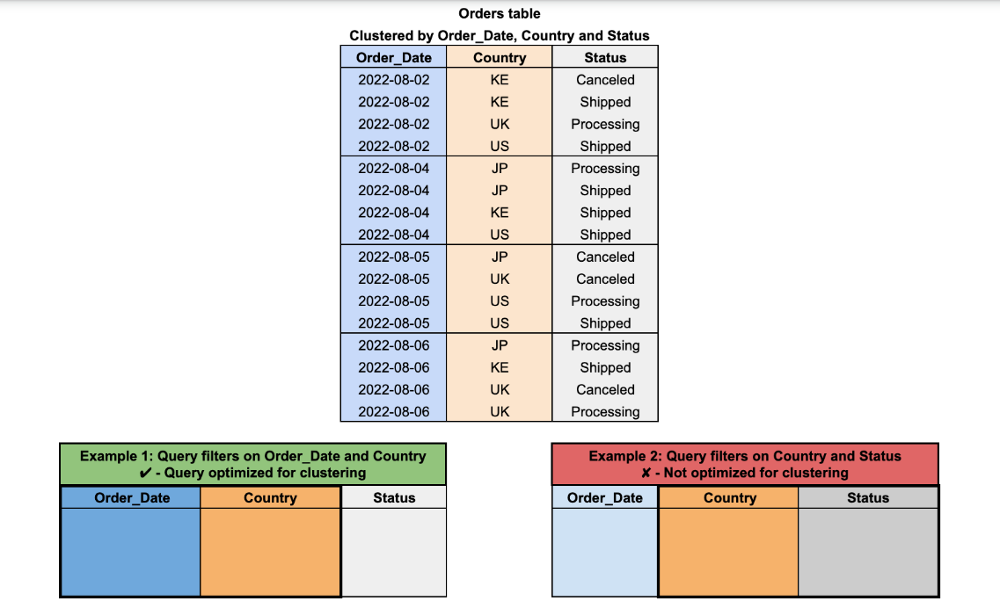 Orders table
Clustered by Order_Date, Country and Status
Order_Date Country Status
2022-08-02 KE Canceled
2022-08-02 KE Shipped
2022-08-02 UK Processing
2022-08-02 US Shipped
2022-08-04 JP Processing
2022-08-04 JP Shipped
2022-08-04 KE Shipped
2022-08-04 US Shipped
2022-08-05 JP Canceled
2022-08-05 UK Canceled
2022-08-05 US Processing
2022-08-05 US Shipped
2022-08-06 JP Processing
2022-08-06 KE Shipped
2022-08-06 UK Canceled
2022-08-06 UK Processing
Example 1: Query filters on Order_Date and Country
✔ - Query optimized for clustering
Order_Date Country Status
Example 2: Query filters on Country and Status
✘ - Not optimized for clustering
Order_Date Country Status